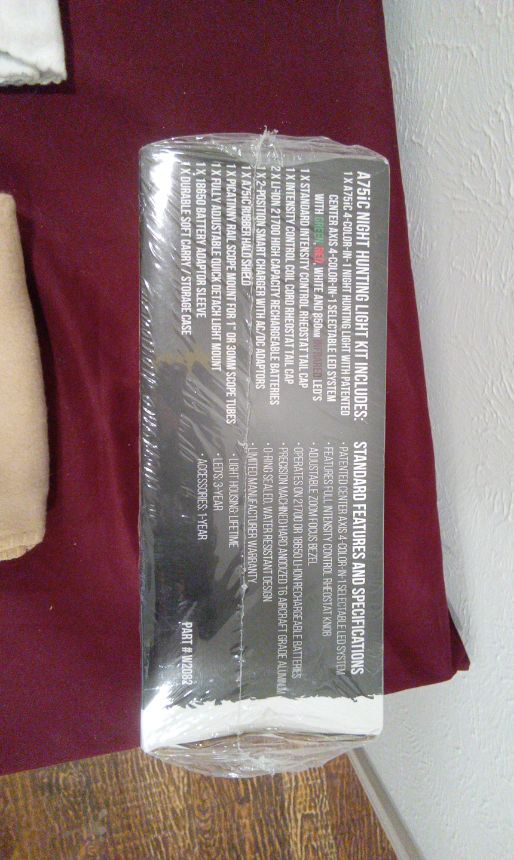 A75iC NIGHT HUNTING LIGHT KIT INCLUDES:
1 X A75iC 4-COLOR-IN-1 NIGHT HUNTING LIGHT WITH PATENTED
CENTER AXIS 4-COLOR-IN-1 SELECTABLE LED SYSTEM
WITH GREEN, RED, WHITE AND 850nm INFRARED LED'S
1 X STANDARD INTENSITY CONTROL RHEOSTAT TAIL CAP
1 X INTENSITY CONTROL COIL CORD RHEOSTAT TAIL CAP
2 X LI-ION 21700 HIGH CAPACITY RECHARGEABLE BATTERIES
1 X 2-POSITION SMART CHARGER WITH AC/DC ADAPTORS
1 X A75iC RUBBER HALO SHIELD
1 X PICATINNY RAIL SCOPE MOUNT FOR 1" OR 30MM SCOPE TUBES
1 X FULLY ADJUSTABLE QUICK DETACH LIGHT MOUNT
1 X 18650 BATTERY ADAPTOR SLEEVE
1 X DURABLE SOFT CARRY / STORAGE CASE
STANDARD FEATURES AND SPECIFICATIONS
• PATENTED CENTER AXIS 4-COLOR-IN-1 SELECTABLE LED SYSTEM
• FEATURES FULL INTENSITY CONTROL RHEOSTAT KNOB
• ADJUSTABLE ZOOM FOCUS BEZEL
• OPERATES ON 21700 OR 18650 LI-ION RECHARGEABLE BATTERIES
• PRECISION MACHINED HARD ANODIZED T6 AIRCRAFT GRADE ALUMINUM
• O-RING SEALED, WATER RESISTANT DESIGN
• LIMITED MANUFACTURER WARRANTY
• LIGHT HOUSING: LIFETIME
• LED'S: 3-YEAR
• ACCESSORIES: 1-YEAR
PART # W2082